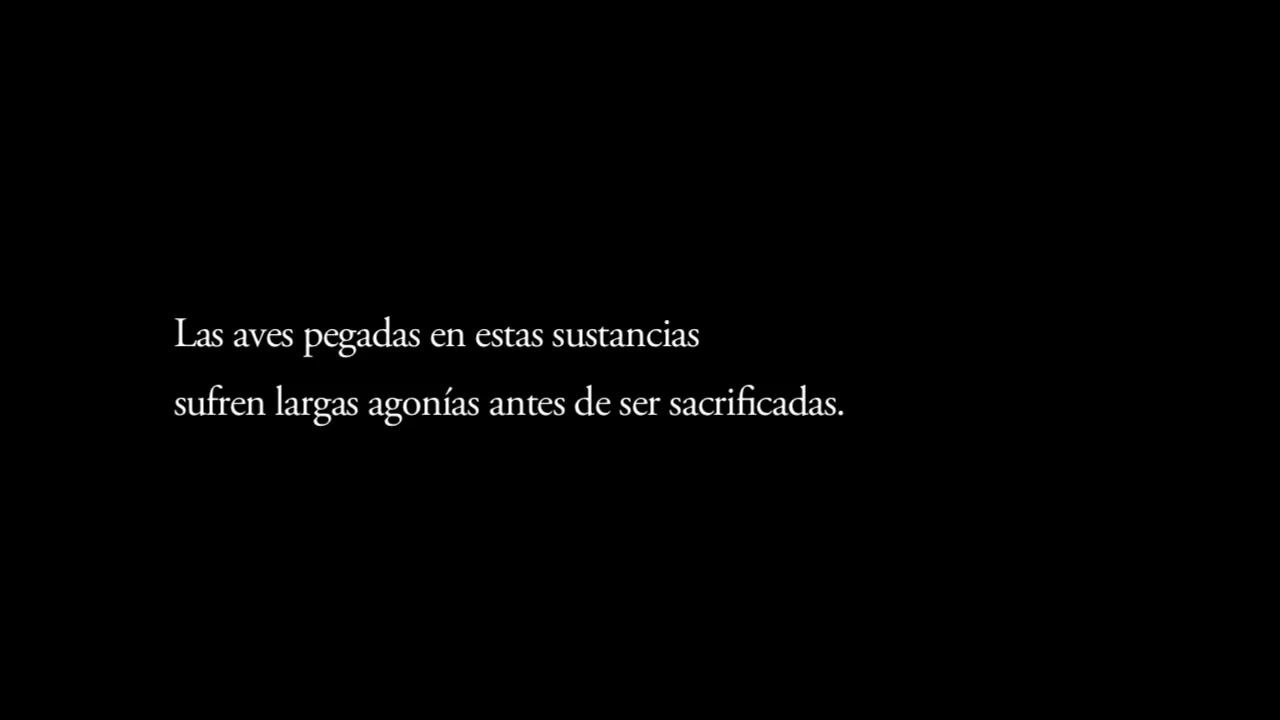 Las aves pegadas en estas sustancias
sufren largas agonías antes de ser sacrificadas.